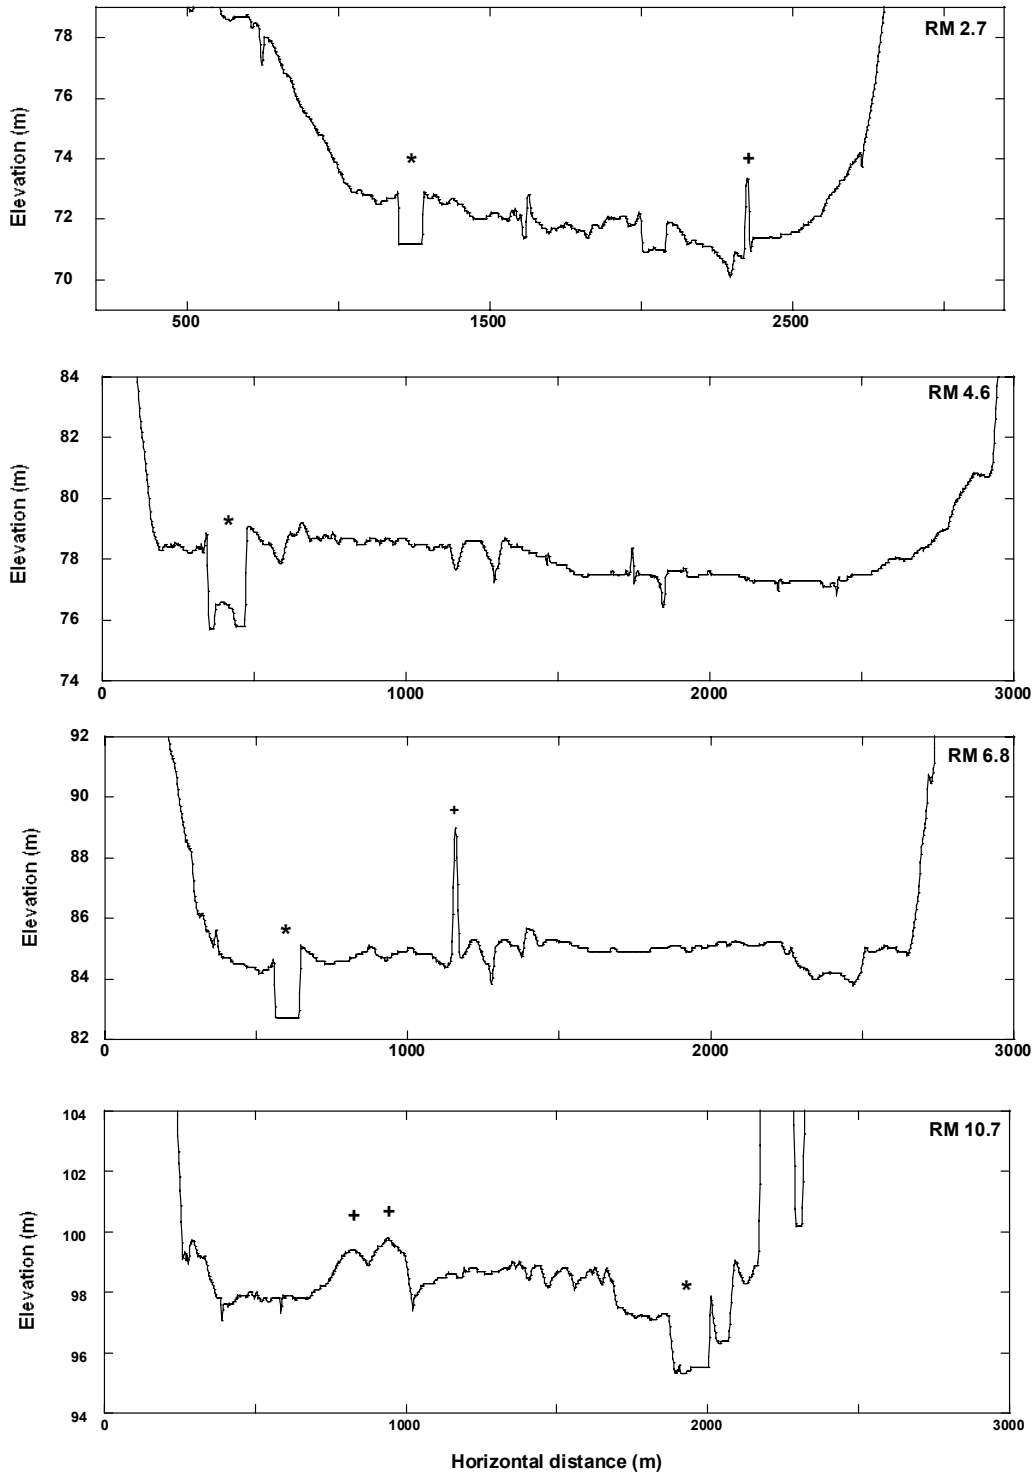 78
RM 2.7
76
74
* +
72
70
Elevation (m)
500 1500 2500
84
RM 4.6
82
80
*
78
76
74
Elevation (m)
0 1000 2000 3000
92
RM 6.8
90
+
88
86
*
84
82
Elevation (m)
0 1000 2000 3000
104
RM 10.7
102
+ +
100
98
*
96
94
Elevation (m)
0 1000 2000 3000
Horizontal distance (m)